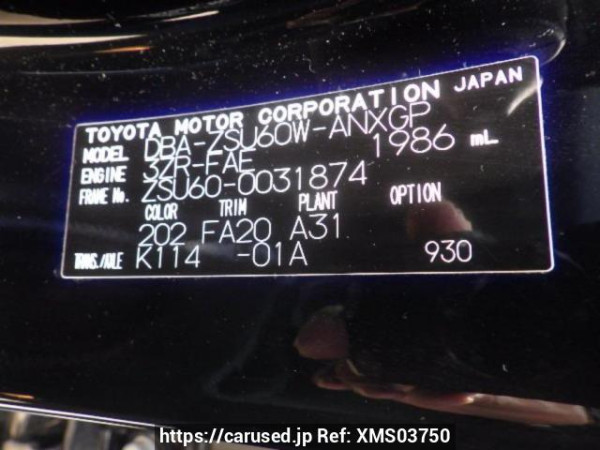 TOYOTA MOTOR CORPORATION JAPAN
MODEL DBA-ZSU60W-ANXGP
ENGINE 3ZR-FAE 1986 mL
FRAME No. ZSU60-0031874
COLOR TRIM PLANT OPTION
202 FA20 A31
TRANS./AXLE K114 -01A 930
https://carused.jp Ref: XMS03750